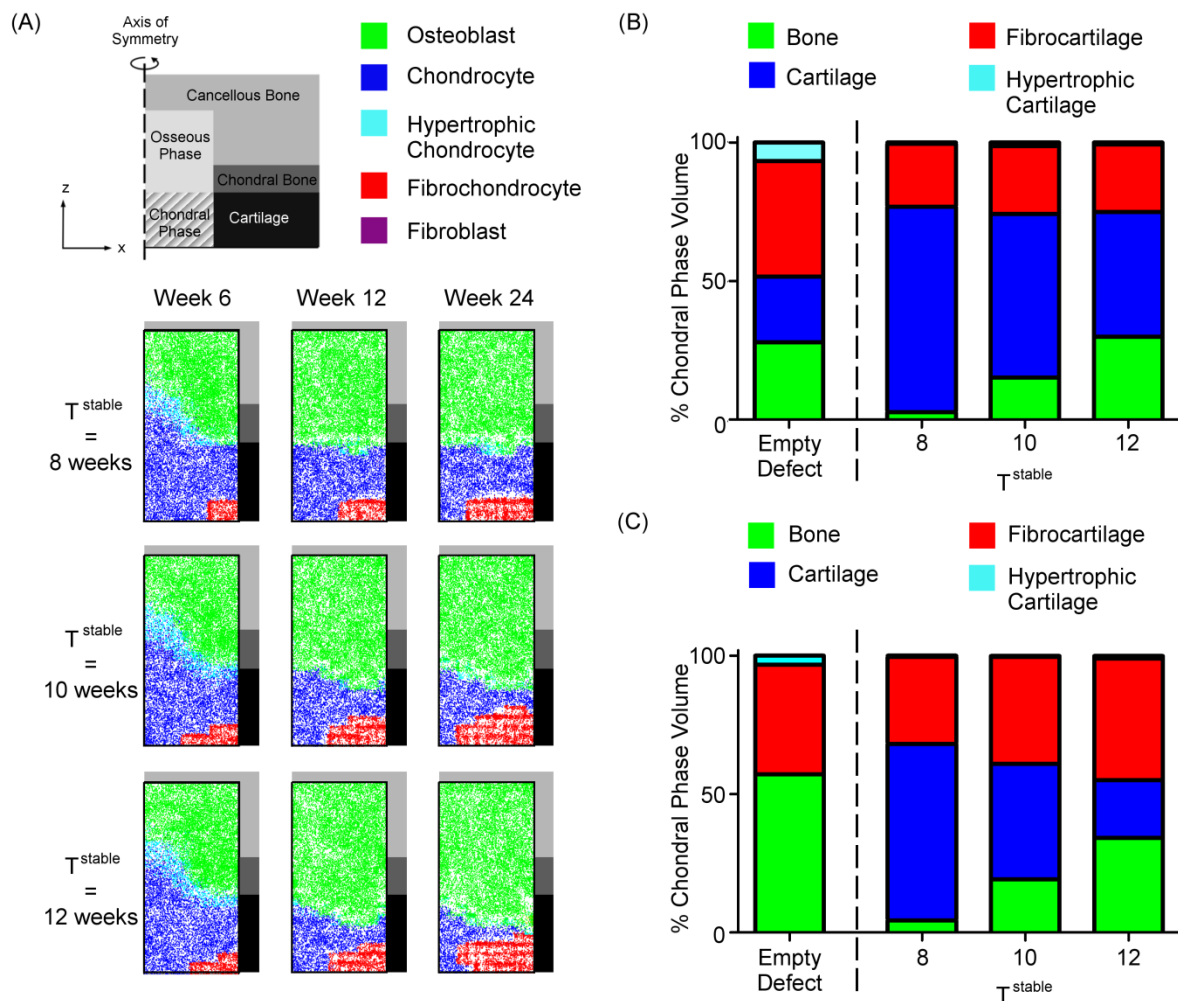 (A)
Axis of
Symmetry
Cancellous Bone
Osseous
Phase
Chondral Bone
Chondral
Phase
Cartilage
z
x
Osteoblast
Chondrocyte
Hypertrophic
Chondrocyte
Fibrochondrocyte
Fibroblast
Week 6 Week 12 Week 24
T^stable
=
8 weeks
T^stable
=
10 weeks
T^stable
=
12 weeks
(B)
Bone
Cartilage
Fibrocartilage
Hypertrophic
Cartilage
% Chondral Phase Volume
100
50
0
Empty
Defect
8 10 12
T^stable
(C)
Bone
Cartilage
Fibrocartilage
Hypertrophic
Cartilage
% Chondral Phase Volume
100
50
0
Empty
Defect
8 10 12
T^stable